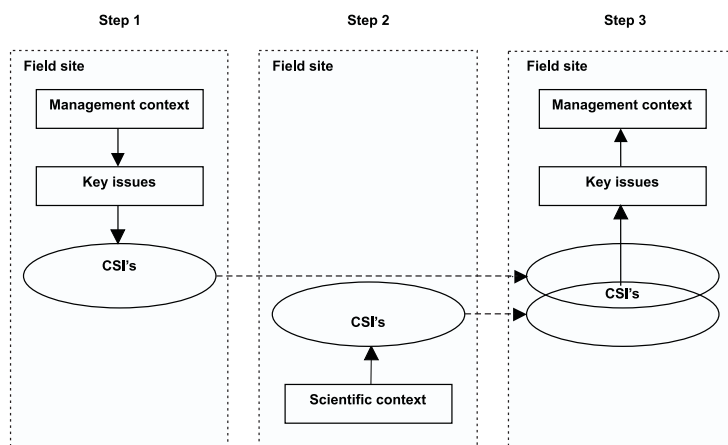 Step 1
Step 2
Step 3
Field site
Management context
Key issues
CSI's
Field site
CSI's
Scientific context
Field site
Management context
Key issues
CSI's